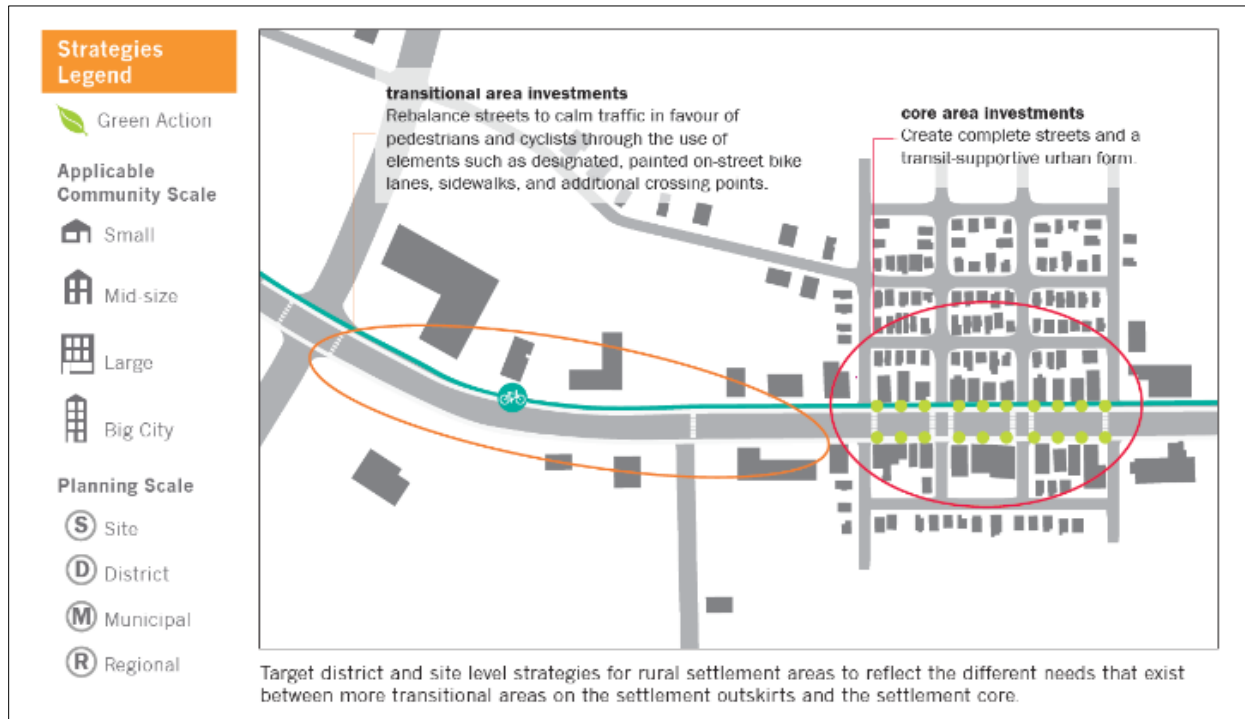 Strategies
Legend
Green Action
Applicable
Community Scale
Small
Mid-size
Large
Big City
Planning Scale
S Site
D District
M Municipal
R Regional
transitional area investments
Rebalance streets to calm traffic in favour of
pedestrians and cyclists through the use of
elements such as designated, painted on-street bike
lanes, sidewalks, and additional crossing points.
core area investments
Create complete streets and a
transit-supportive urban form.
Target district and site level strategies for rural settlement areas to reflect the different needs that exist
between more transitional areas on the settlement outskirts and the settlement core.